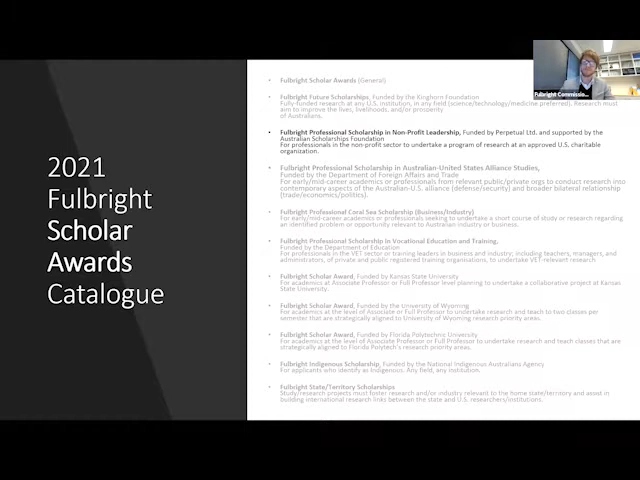 Fulbright Commissio...
2021
Fulbright
Scholar
Awards
Catalogue
• Fulbright Scholar Awards (General)
• Fulbright Future Scholarships, Funded by the Kinghorn Foundation
Fully-funded research at any U.S. institution, in any field (science/technology/medicine preferred). Research must
aim to improve the lives, livelihoods, and/or prosperity
of Australians.
• Fulbright Professional Scholarship in Non-Profit Leadership, Funded by Perpetual Ltd. and supported by the
Australian Scholarships Foundation
For professionals in the non-profit sector to undertake a program of research at an approved U.S. charitable
organization.
• Fulbright Professional Scholarship in Australian-United States Alliance Studies,
Funded by the Department of Foreign Affairs and Trade
For early/mid-career academics or professionals from relevant public/private orgs to conduct research into
contemporary aspects of the Australian-U.S. alliance (defense/security) and broader bilateral relationship
(trade/economics/politics).
• Fulbright Professional Coral Sea Scholarship (Business/Industry)
For early/mid-career academics or professionals seeking to undertake a short course of study or research regarding
an identified problem or opportunity relevant to Australian industry or business.
• Fulbright Professional Scholarship in Vocational Education and Training,
Funded by the Department of Education
For professionals in the VET sector or training leaders in business and industry; including teachers, managers, and
administrators, of private and public registered training organisations, to undertake VET-relevant research
• Fulbright Scholar Award, Funded by Kansas State University
For academics at Associate Professor or Full Professor level planning to undertake a collaborative project at Kansas
State University.
• Fulbright Scholar Award, Funded by the University of Wyoming
For academics at the level of Associate or Full Professor to undertake research and teach to two classes per
semester that are strategically aligned to University of Wyoming research priority areas.
• Fulbright Scholar Award, Funded by Florida Polytechnic University
For academics at the level of Associate Professor or Full Professor to undertake research and teach classes that are
strategically aligned to Florida Polytech's research priority areas.
• Fulbright Indigenous Scholarship, Funded by the National Indigenous Australians Agency
For applicants who identify as Indigenous. Any field, any institution.
• Fulbright State/Territory Scholarships
Study/research projects must foster research and/or industry relevant to the home state/territory and assist in
building international research links between the state and U.S. researchers/institutions.